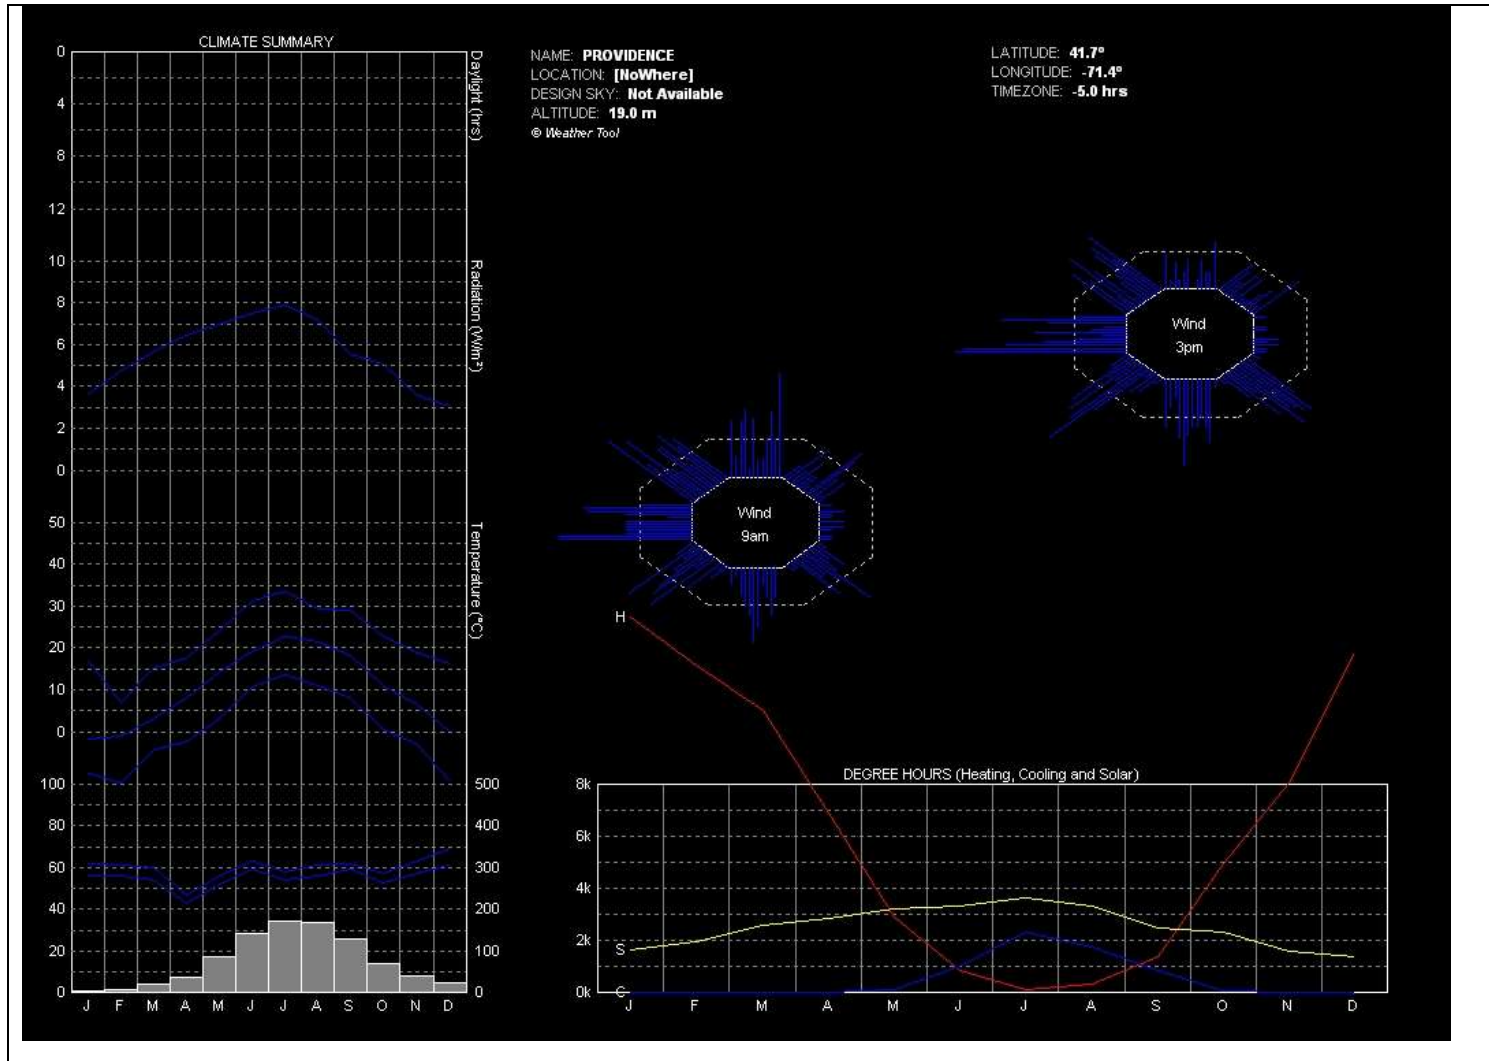 CLIMATE SUMMARY
0
4
8
12
Daylight (hrs)
10
8
6
4
2
0
Radiation (W/m²)
50
40
30
20
10
0
Temperature (°C)
100
80
60
40
20
0
500
400
300
200
100
0
J F M A M J J A S O N D
NAME: PROVIDENCE
LOCATION: [NoWhere]
DESIGN SKY: Not Available
ALTITUDE: 19.0 m
© Weather Tool
LATITUDE: 41.7°
LONGITUDE: -71.4°
TIMEZONE: -5.0 hrs
Wind
3pm
Wind
9am
H
DEGREE HOURS (Heating, Cooling and Solar)
8k
6k
4k
2k
0k
S
C
J F M A M J J A S O N D